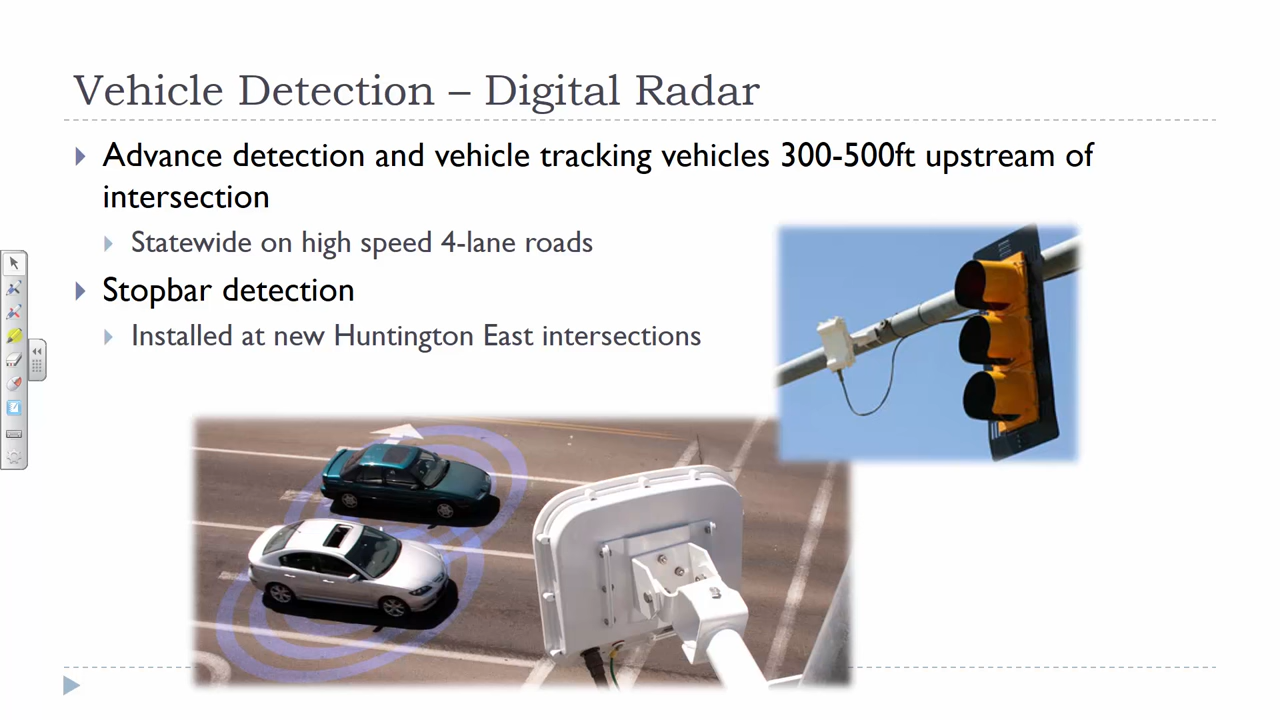 Vehicle Detection – Digital Radar
Advance detection and vehicle tracking vehicles 300-500ft upstream of
intersection
Statewide on high speed 4-lane roads
Stopbar detection
Installed at new Huntington East intersections